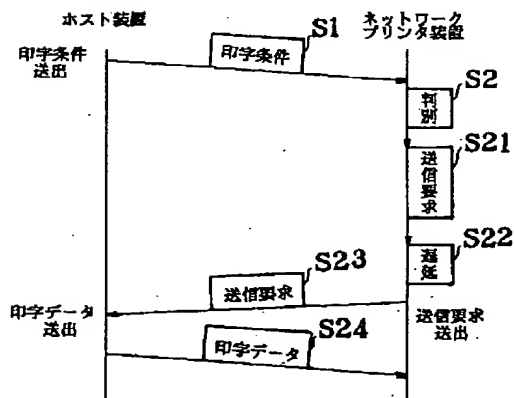 ホスト装置
ネットワーク
プリンタ装置
S1
印字条件
印字条件
送出
S2
判別
S21
送信要求
S22
遅延
S23
送信要求
印字データ
送出
送信要求
送出
S24
印字データ